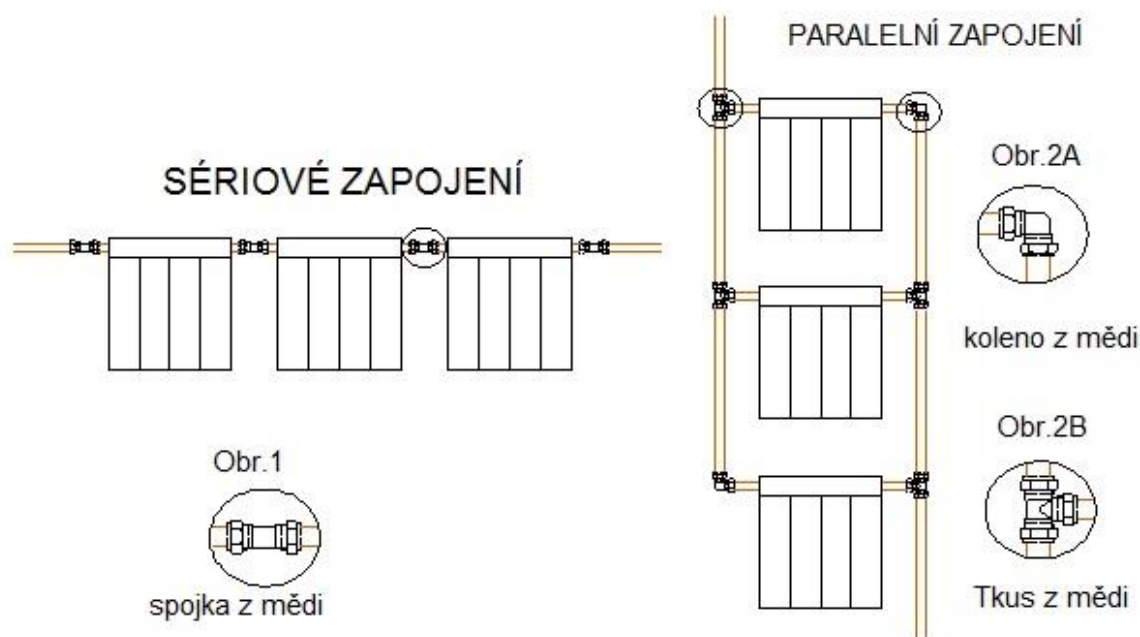 SÉRIOVÉ ZAPOJENÍ
Obr.1
spojka z mědi
PARALELNÍ ZAPOJENÍ
Obr.2A
koleno z mědi
Obr.2B
Tkus z mědi